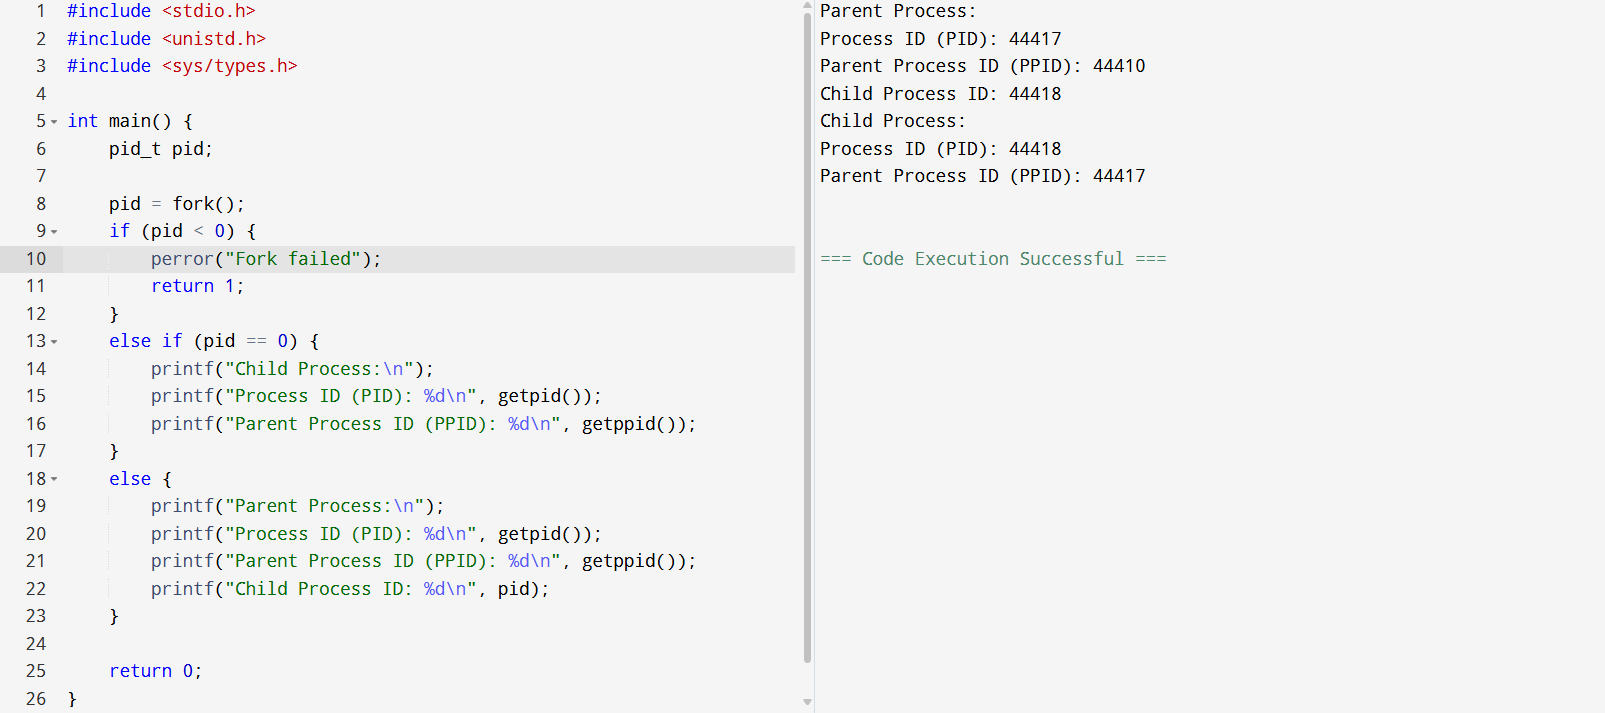 1 #include <stdio.h>
2 #include <unistd.h>
3 #include <sys/types.h>
4
5 int main() {
6     pid_t pid;
7
8     pid = fork();
9     if (pid < 0) {
10         perror("Fork failed");
11         return 1;
12     }
13     else if (pid == 0) {
14         printf("Child Process:\n");
15         printf("Process ID (PID): %d\n", getpid());
16         printf("Parent Process ID (PPID): %d\n", getppid());
17     }
18     else {
19         printf("Parent Process:\n");
20         printf("Process ID (PID): %d\n", getpid());
21         printf("Parent Process ID (PPID): %d\n", getppid());
22         printf("Child Process ID: %d\n", pid);
23     }
24
25     return 0;
26 }
Parent Process:
Process ID (PID): 44417
Parent Process ID (PPID): 44410
Child Process ID: 44418
Child Process:
Process ID (PID): 44418
Parent Process ID (PPID): 44417
=== Code Execution Successful ===